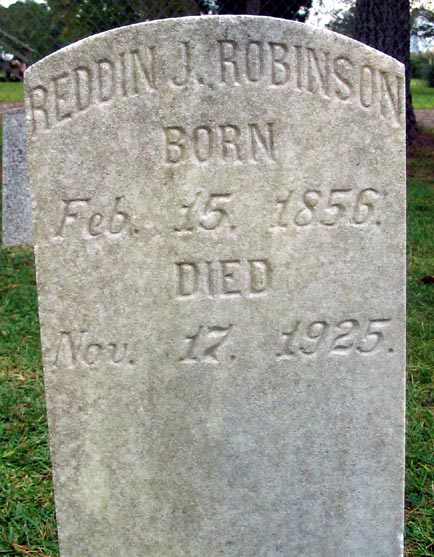 REDDIN J. ROBINSON
BORN
Feb. 15. 1856.
DIED
Nov. 17. 1925.